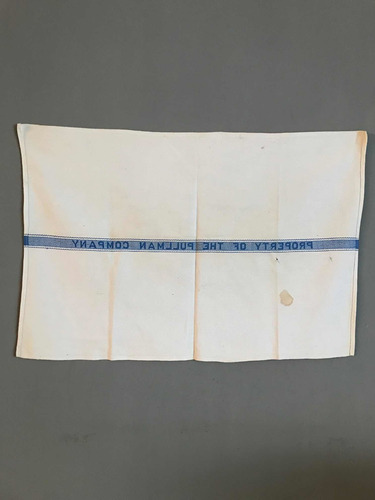 PROPERTY OF THE PULLMAN COMPANY